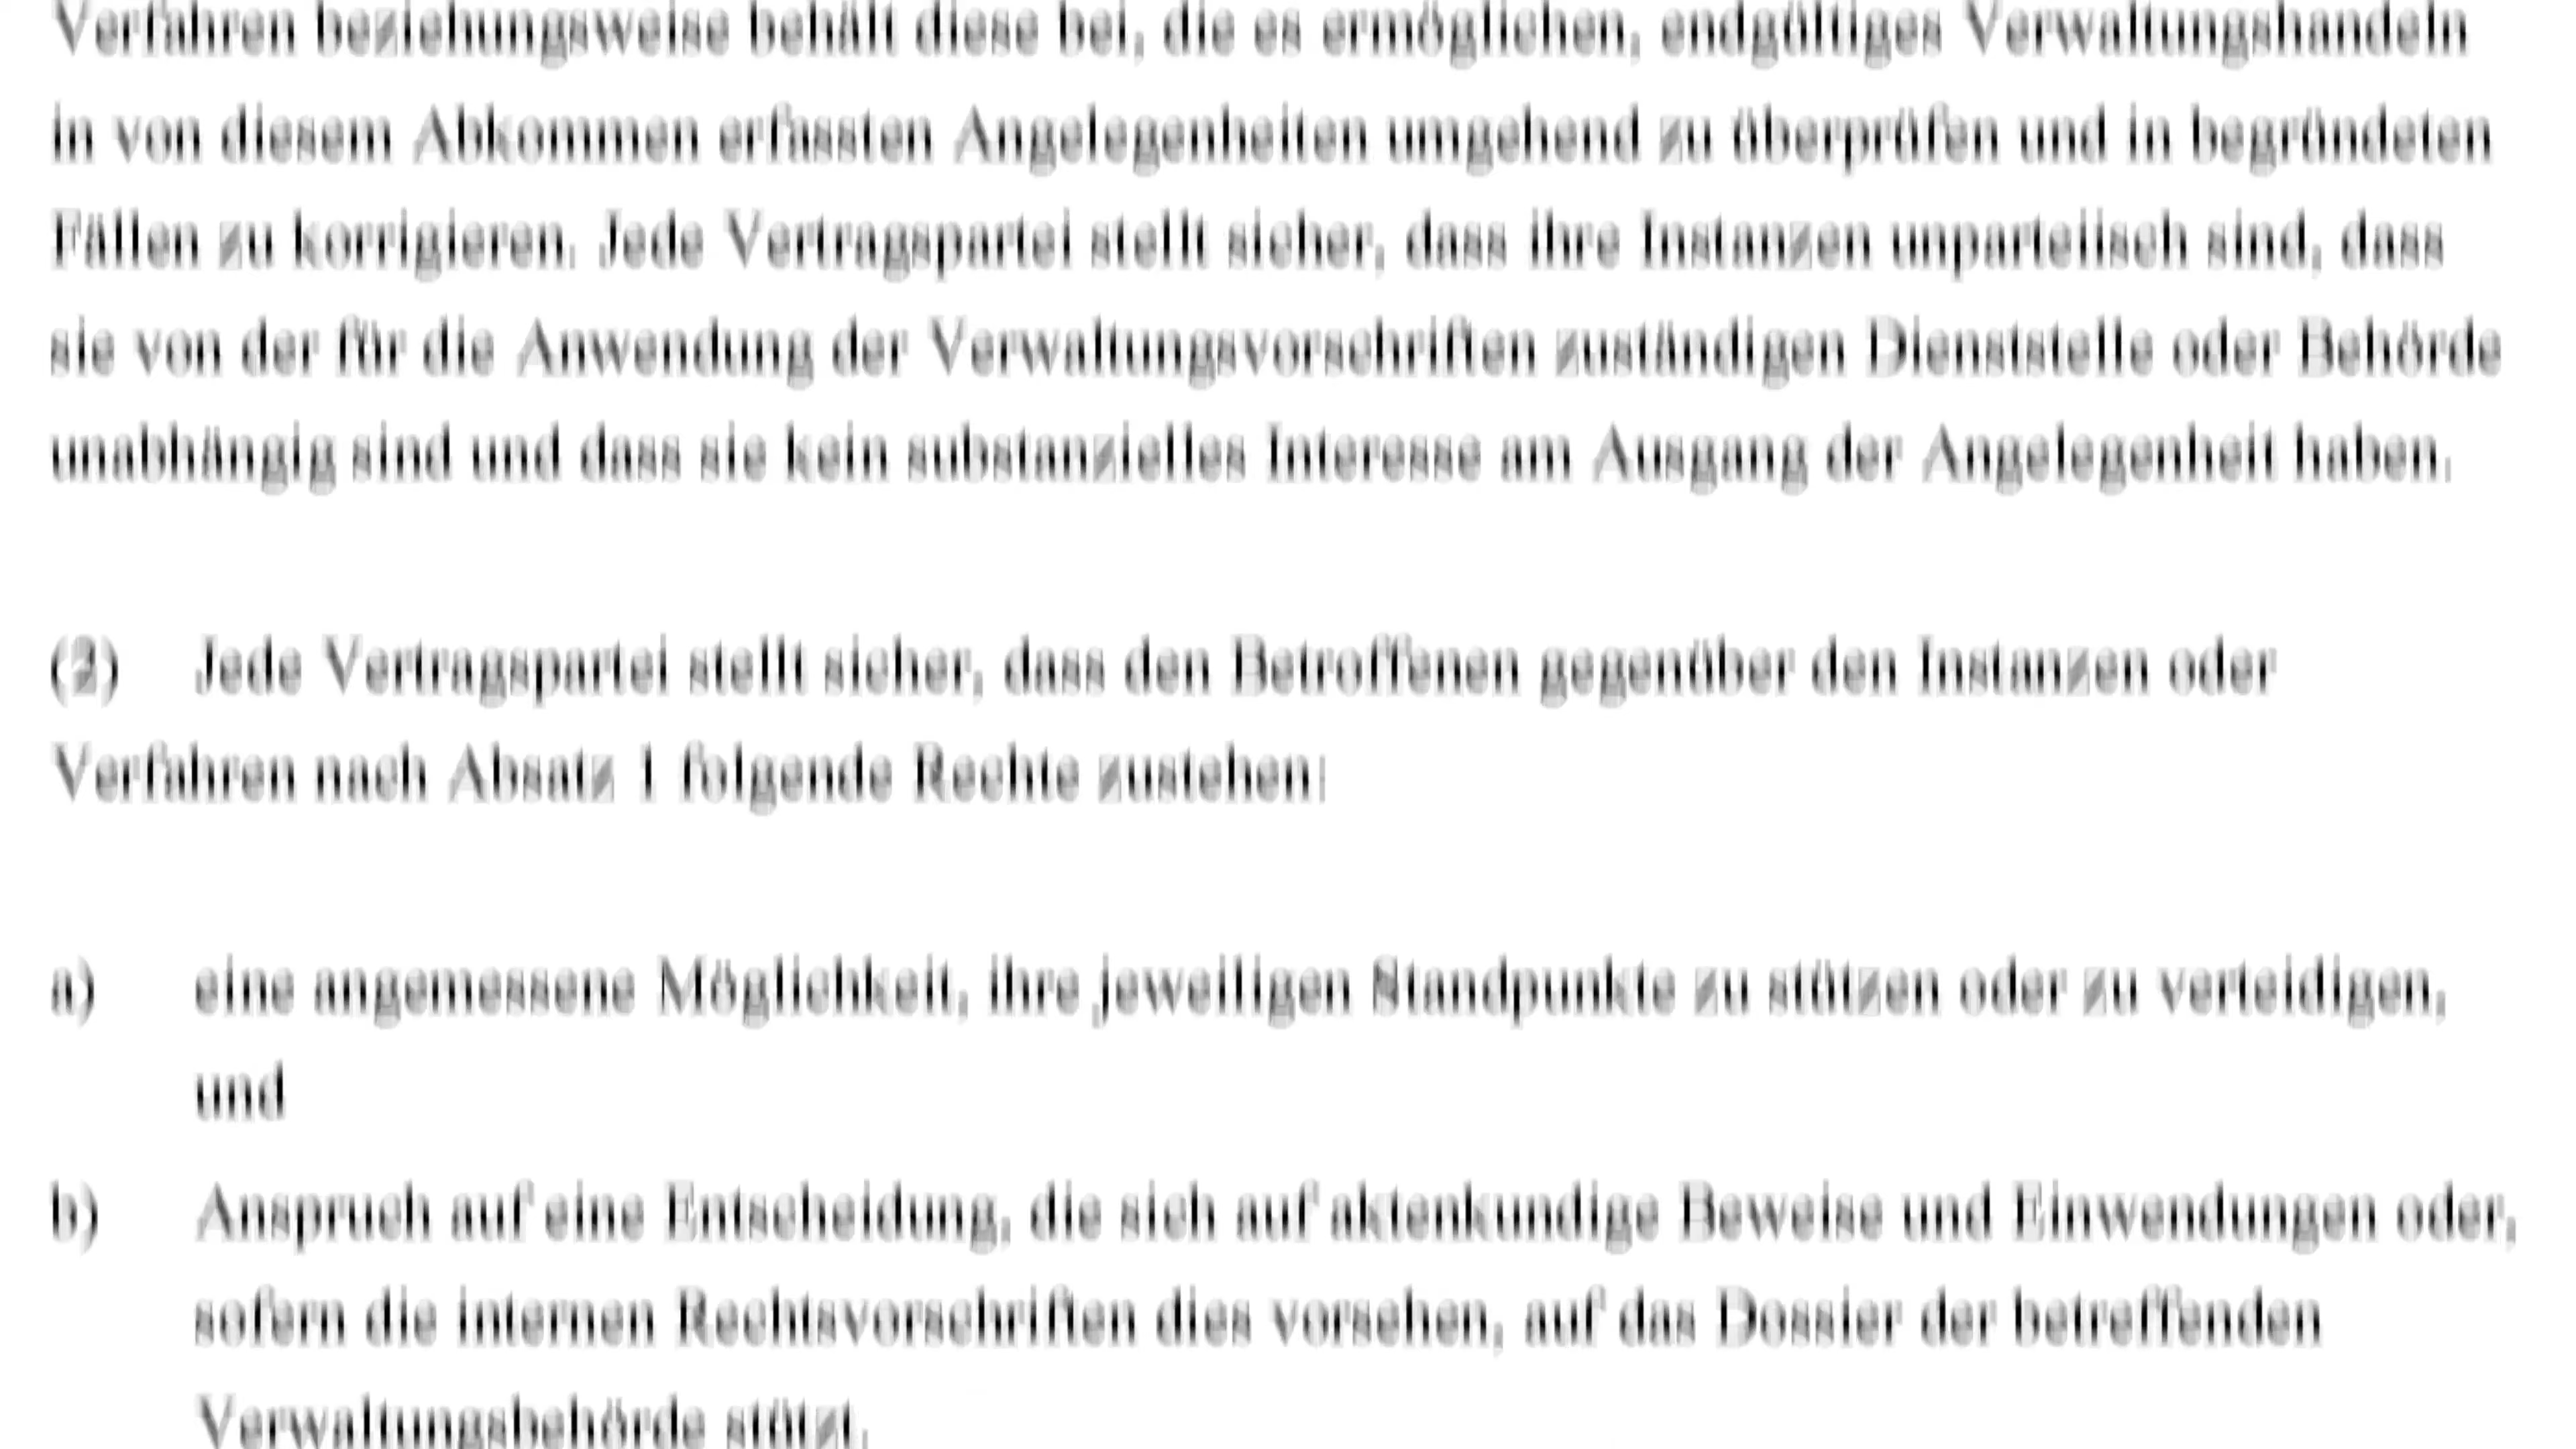 Verfahren beziehungsweise behält diese bei, die es ermöglichen, endgültiges Verwaltungshandeln
in von diesem Abkommen erfassten Angelegenheiten umgehend zu überprüfen und in begründeten
Fällen zu korrigieren. Jede Vertragspartei stellt sicher, dass ihre Instanzen unparteiisch sind, dass
sie von der für die Anwendung der Verwaltungsvorschriften zuständigen Dienststelle oder Behörde
unabhängig sind und dass sie kein substanzielles Interesse am Ausgang der Angelegenheit haben.
(2) Jede Vertragspartei stellt sicher, dass den Betroffenen gegenüber den Instanzen oder
Verfahren nach Absatz 1 folgende Rechte zustehen:
a) eine angemessene Möglichkeit, ihre jeweiligen Standpunkte zu stützen oder zu verteidigen,
und
b) Anspruch auf eine Entscheidung, die sich auf aktenkundige Beweise und Einwendungen oder,
sofern die internen Rechtsvorschriften dies vorsehen, auf das Dossier der betreffenden
Verwaltungsbehörde stützt.